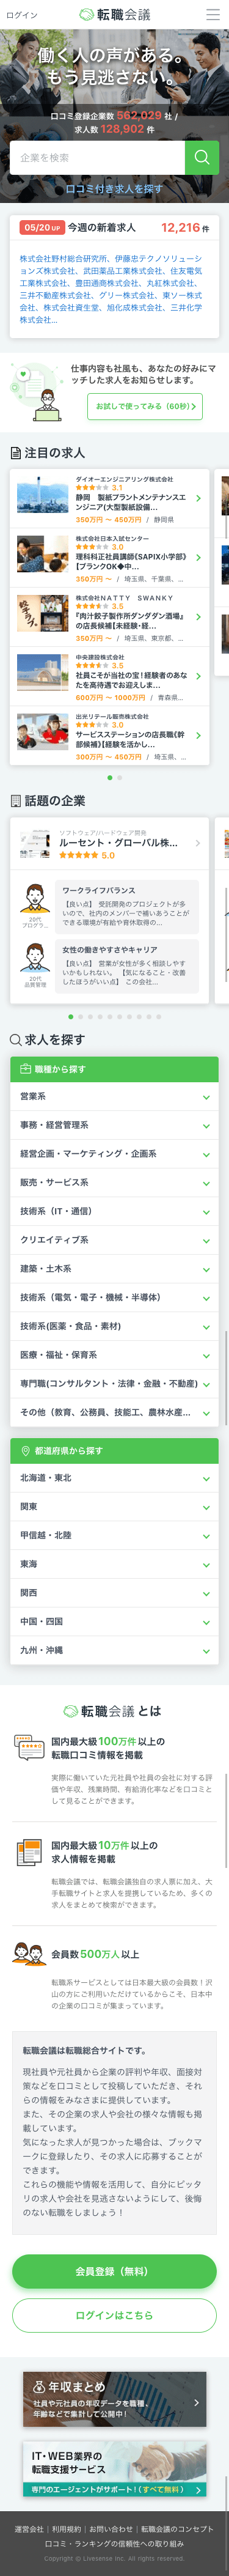 ログイン
転職会議
働く人の声がある。
もう見逃さない。
口コミ登録企業数 562,029 社 /
求人数 128,902 件
企業を検索
口コミ付き求人を探す
05/20 UP 今週の新着求人 12,216 件
株式会社野村総合研究所、伊藤忠テクノソリューションズ株式会社、武田薬品工業株式会社、住友電気工業株式会社、豊田通商株式会社、丸紅株式会社、三井不動産株式会社、グリー株式会社、東ソー株式会社、株式会社資生堂、旭化成株式会社、三井化学株式会社...
仕事内容も社風も、あなたの好みにマッチした求人をお知らせします。
お試しで使ってみる（60秒）
注目の求人
ダイオーエンジニアリング株式会社
3.1
静岡 製紙プラントメンテナンスエンジニア(大型製紙設備...
350万円 〜 450万円 / 静岡県
株式会社日本入試センター
3.0
理科科正社員講師《SAPIX小学部》【ブランクOK◆中...
350万円 〜 / 埼玉県、千葉県、...
株式会社NATTY SWANKY
3.5
『肉汁餃子製作所ダンダダン酒場』の店長候補【未経験・経...
350万円 〜 / 埼玉県、東京都、...
中央建設株式会社
3.5
社員こそが当社の宝！経験者のあなたを高待遇でお迎えしま...
600万円 〜 1000万円 / 青森県...
出光リテール販売株式会社
3.0
サービスステーションの店長職《幹部候補》【経験を活かし...
300万円 〜 450万円 / 埼玉県、...
話題の企業
ソフトウェア/ハードウェア開発
ルーセント・グローバル株...
5.0
20代
プログラ...
ワークライフバランス
【良い点】 受託開発のプロジェクトが多いので、社内のメンバーで補いあうことができる環境が有給や育休取得の...
20代
品質管理
女性の働きやすさやキャリア
【良い点】 営業が女性が多く相談しやすいかもしれない。 【気になること・改善したほうがいい点】 この会社...
求人を探す
職種から探す
営業系
事務・経営管理系
経営企画・マーケティング・企画系
販売・サービス系
技術系（IT・通信）
クリエイティブ系
建築・土木系
技術系（電気・電子・機械・半導体）
技術系(医薬・食品・素材)
医療・福祉・保育系
専門職(コンサルタント・法律・金融・不動産)
その他（教育、公務員、技能工、農林水産...
都道府県から探す
北海道・東北
関東
甲信越・北陸
東海
関西
中国・四国
九州・沖縄
転職会議とは
国内最大級100万件以上の
転職口コミ情報を掲載
実際に働いていた元社員や社員の会社に対する評価や年収、残業時間、有給消化率などを口コミとして見ることができます。
国内最大級10万件以上の
求人情報を掲載
転職会議では、転職会議独自の求人票に加え、大手転職サイトと求人を提携しているため、多くの求人をまとめて検索ができます。
会員数500万人以上
転職系サービスとしては日本最大級の会員数！沢山の方にご利用いただけているからこそ、日本中の企業の口コミが集まっています。
転職会議は転職総合サイトです。
現社員や元社員から企業の評判や年収、面接対策などを口コミとして投稿していただき、それらの情報をみなさまに提供しています。
また、その企業の求人や会社の様々な情報も掲載しています。
気になった求人が見つかった場合は、ブックマークに登録したり、その求人に応募することができます。
これらの機能や情報を活用して、自分にピッタリの求人や会社を見逃さないようにして、後悔のない転職をしましょう！
会員登録（無料）
ログインはこちら
年収まとめ
社員や元社員の年収データを職種、
年齢などで集計して公開中！
IT・WEB業界の
転職支援サービス
専門のエージェントがサポート！（すべて無料）
運営会社 | 利用規約 | お問い合わせ | 転職会議のコンセプト
口コミ・ランキングの信頼性への取り組み
Copyright © Livesense Inc. All rights reserved.